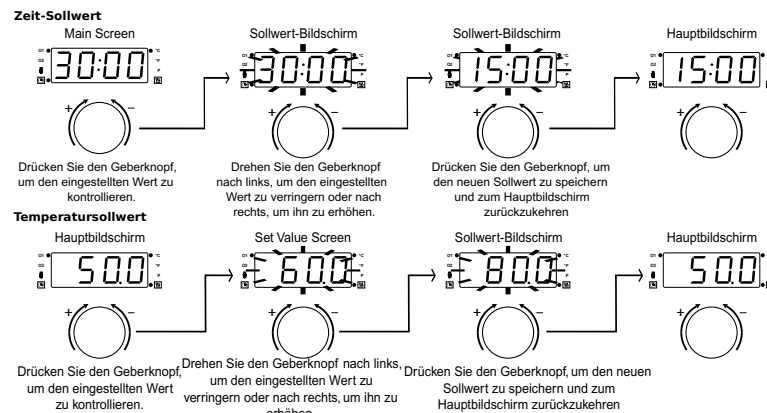 Zeit-Sollwert
Main Screen
Sollwert-Bildschirm
Sollwert-Bildschirm
Hauptbildschirm
30:00
30:00
15:00
15:00
+ −
+ −
+ −
+ −
Drücken Sie den Geberknopf,
um den eingestellten Wert zu
kontrollieren.
Drehen Sie den Geberknopf
nach links, um den eingestellten
Wert zu verringern oder nach
rechts, um ihn zu erhöhen.
Drücken Sie den Geberknopf, um
den neuen Sollwert zu speichern
und zum Hauptbildschirm
zurückzukehren
Temperatursollwert
Hauptbildschirm
Set Value Screen
Sollwert-Bildschirm
Hauptbildschirm
50.0
60.0
80.0
50.0
+ −
+ −
+ −
+ −
Drücken Sie den Geberknopf,
um den eingestellten Wert
zu kontrollieren.
Drehen Sie den Geberknopf nach links,
um den eingestellten Wert zu
verringern oder nach rechts, um ihn zu
erhöhen.
Drücken Sie den Geberknopf, um den neuen
Sollwert zu speichern und zum
Hauptbildschirm zurückzukehren